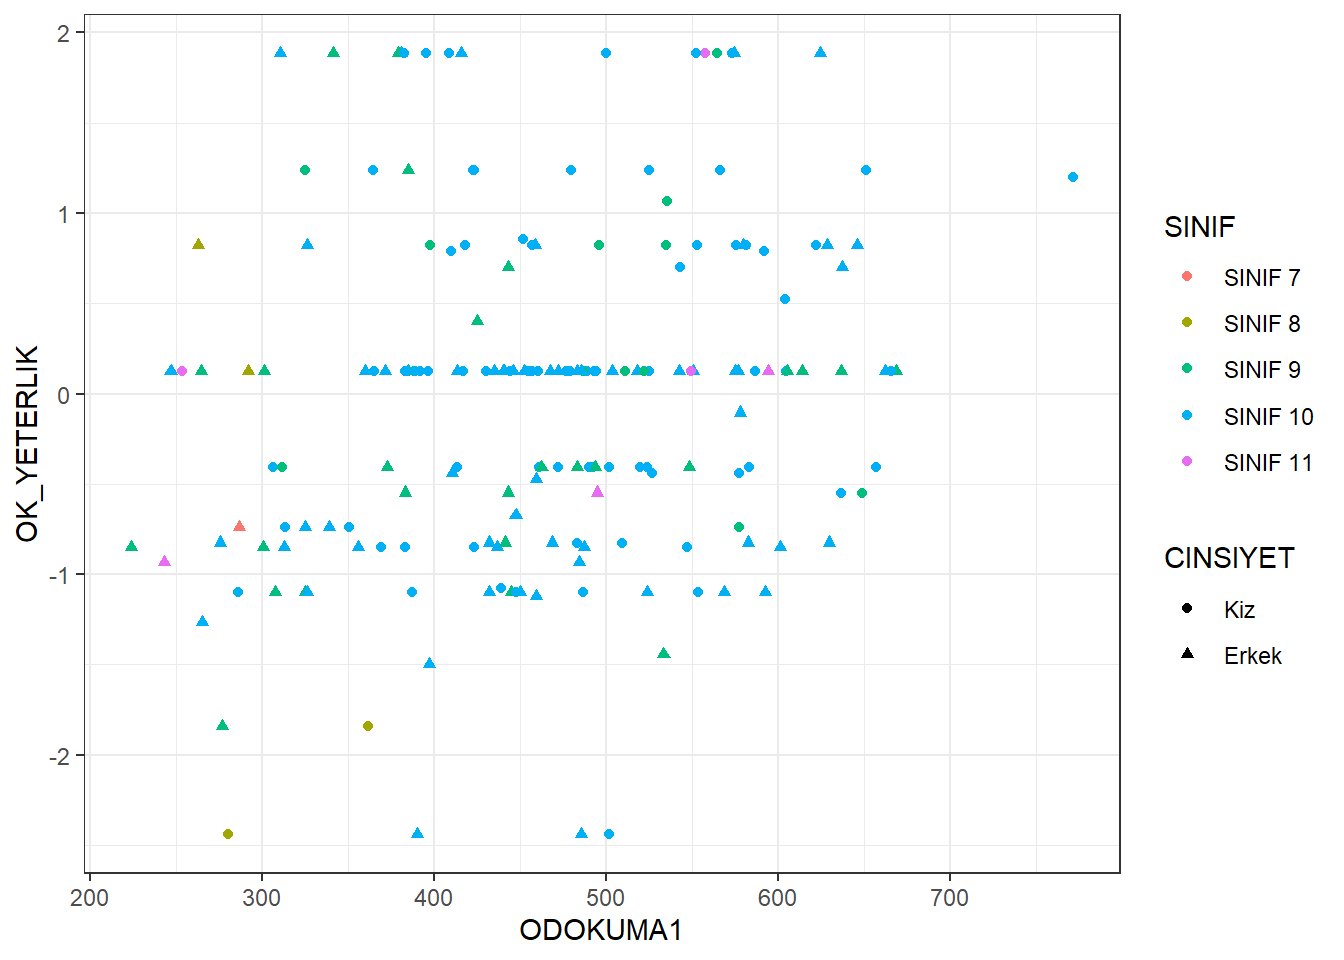 2
1
0
-1
-2
OK_YETERLIK
200 300 400 500 600 700
ODOKUMA1
SINIF
SINIF 7
SINIF 8
SINIF 9
SINIF 10
SINIF 11
CINSIYET
Kiz
Erkek